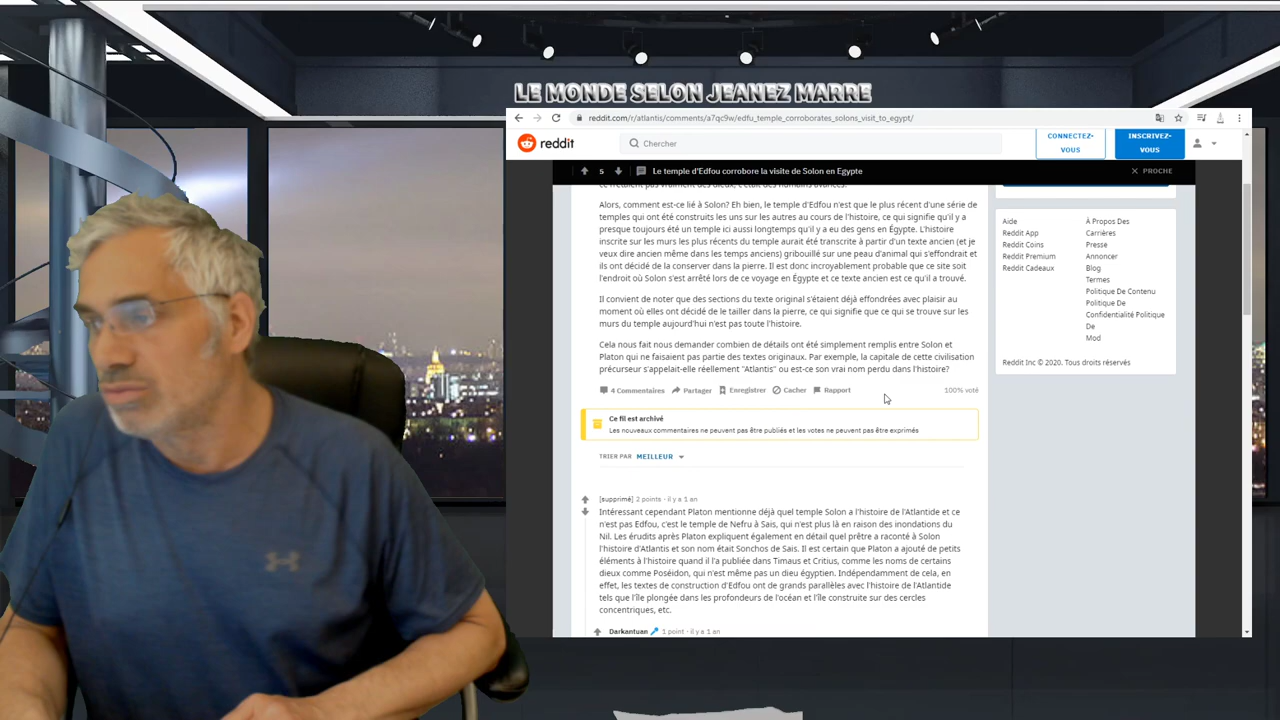 LE MONDE SELON JEANEZ MARRE
reddit.com/r/atlantis/comments/a7qc9w/edfu_temple_corroborates_solons_visit_to_egypt/
reddit
Chercher
CONNECTEZ-
VOUS
INSCRIVEZ-
VOUS
5
Le temple d'Edfou corrobore la visite de Solon en Egypte
PROCHE
ce n'étaient pas vraiment des dieux, c'était des humains avancés.
Alors, comment est-ce lié à Solon? Eh bien, le temple d'Edfou n'est que le plus récent d'une série de
temples qui ont été construits les uns sur les autres au cours de l'histoire, ce qui signifie qu'il y a
presque toujours été un temple ici aussi longtemps qu'il y a eu des gens en Égypte. L'histoire
inscrite sur les murs les plus récents du temple aurait été transcrite à partir d'un texte ancien (et je
veux dire ancien même dans les temps anciens) gribouillé sur une peau d'animal qui s'effondrait et
ils ont décidé de la conserver dans la pierre. Il est donc incroyablement probable que ce site soit
l'endroit où Solon s'est arrêté lors de ce voyage en Égypte et ce texte ancien est ce qu'il a trouvé.
Il convient de noter que des sections du texte original s'étaient déjà effondrées avec plaisir au
moment où elles ont décidé de le tailler dans la pierre, ce qui signifie que ce qui se trouve sur les
murs du temple aujourd'hui n'est pas toute l'histoire.
Cela nous fait nous demander combien de détails ont été simplement remplis entre Solon et
Platon qui ne faisaient pas partie des textes originaux. Par exemple, la capitale de cette civilisation
précurseur s'appelait-elle réellement "Atlantis" ou est-ce son vrai nom perdu dans l'histoire?
4 Commentaires
Partager
Enregistrer
Cacher
Rapport
100% voté
Ce fil est archivé
Les nouveaux commentaires ne peuvent pas être publiés et les votes ne peuvent pas être exprimés
TRIER PAR MEILLEUR
[supprimé] 2 points · il y a 1 an
Intéressant cependant Platon mentionne déjà quel temple Solon a l'histoire de l'Atlantide et ce
n'est pas Edfou, c'est le temple de Nefru à Sais, qui n'est plus là en raison des inondations du
Nil. Les érudits après Platon expliquent également en détail quel prêtre a raconté à Solon
l'histoire d'Atlantis et son nom était Sonchos de Sais. Il est certain que Platon a ajouté de petits
éléments à l'histoire quand il l'a publiée dans Timaus et Critius, comme les noms de certains
dieux comme Poséidon, qui n'est même pas un dieu égyptien. Indépendamment de cela, en
effet, les textes de construction d'Edfou ont de grands parallèles avec l'histoire de l'Atlantide
tels que l'île plongée dans les profondeurs de l'océan et l'île construite sur des cercles
concentriques, etc.
Darkantuan 1 point · il y a 1 an
Aide
Reddit App
Reddit Coins
Reddit Premium
Reddit Cadeaux
À Propos Des
Carrières
Presse
Annoncer
Blog
Termes
Politique De Contenu
Politique De
Confidentialité Politique
De
Mod
Reddit Inc © 2020. Tous droits réservés